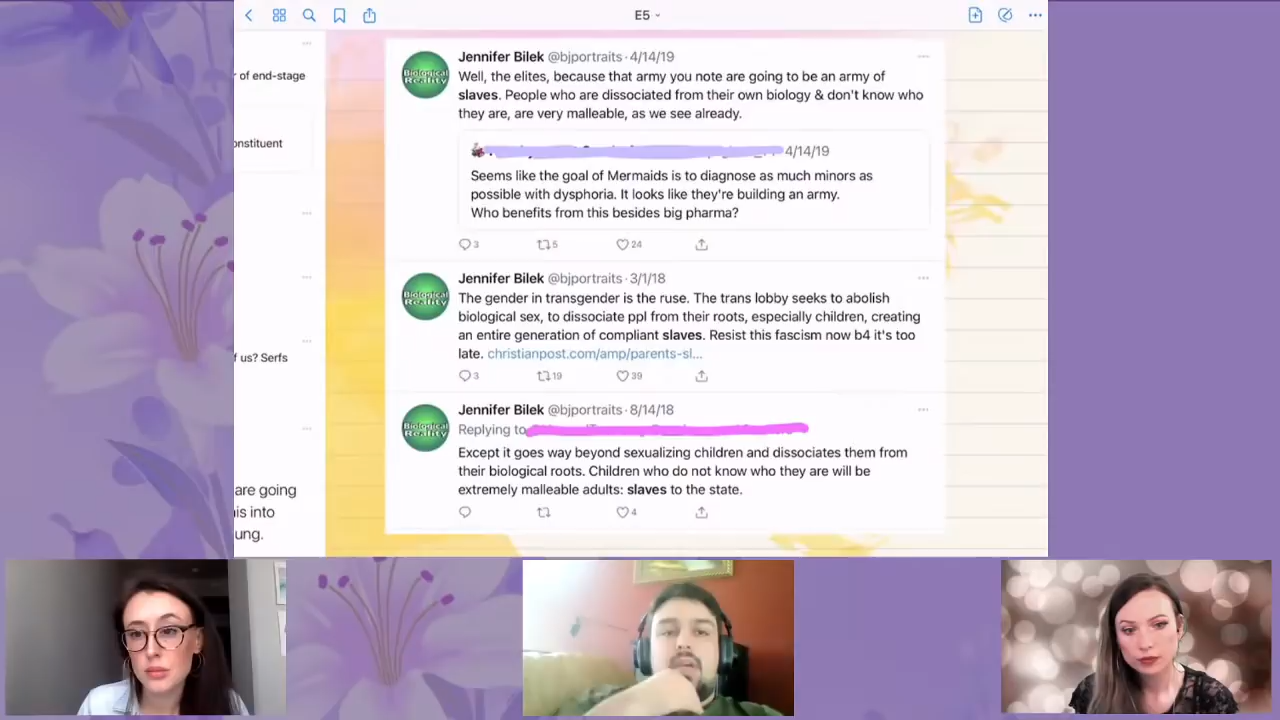 E5
of end-stage
onstituent
f us? Serfs
are going
nis into
ung.
Biological Reality
Jennifer Bilek @bjportraits · 4/14/19
Well, the elites, because that army you note are going to be an army of
slaves. People who are dissociated from their own biology & don't know who
they are, are very malleable, as we see already.
4/14/19
Seems like the goal of Mermaids is to diagnose as much minors as
possible with dysphoria. It looks like they're building an army.
Who benefits from this besides big pharma?
3 5 24
Biological Reality
Jennifer Bilek @bjportraits · 3/1/18
The gender in transgender is the ruse. The trans lobby seeks to abolish
biological sex, to dissociate ppl from their roots, especially children, creating
an entire generation of compliant slaves. Resist this fascism now b4 it's too
late. christianpost.com/amp/parents-sl...
3 19 39
Biological Reality
Jennifer Bilek @bjportraits · 8/14/18
Replying to
Except it goes way beyond sexualizing children and dissociates them from
their biological roots. Children who do not know who they are will be
extremely malleable adults: slaves to the state.
4